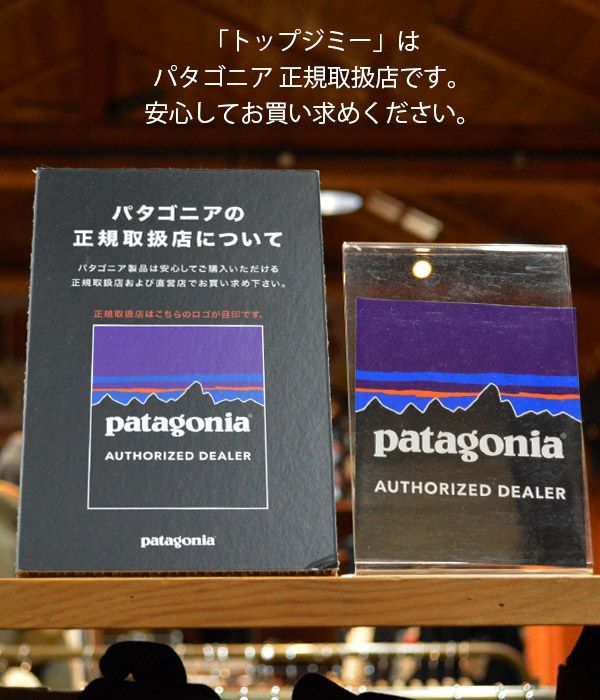 「トップジミー」は
パタゴニア 正規取扱店です。
安心してお買い求めください。
パタゴニアの
正規取扱店について
パタゴニア製品は安心してご購入いただける
正規取扱店および直営店でお買い求め下さい。
正規取扱店はこちらのロゴが目印です。
patagonia®
AUTHORIZED DEALER
patagonia
patagonia®
AUTHORIZED DEALER